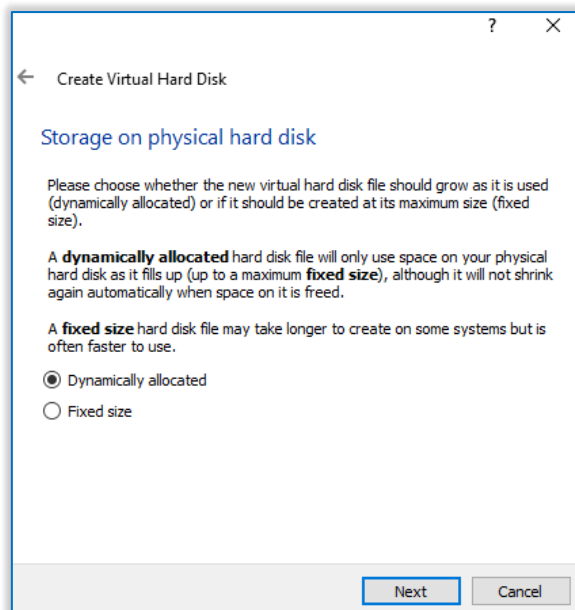 ?
Create Virtual Hard Disk
Storage on physical hard disk
Please choose whether the new virtual hard disk file should grow as it is used
(dynamically allocated) or if it should be created at its maximum size (fixed
size).
A dynamically allocated hard disk file will only use space on your physical
hard disk as it fills up (up to a maximum fixed size), although it will not shrink
again automatically when space on it is freed.
A fixed size hard disk file may take longer to create on some systems but is
often faster to use.
Dynamically allocated
Fixed size
Next Cancel